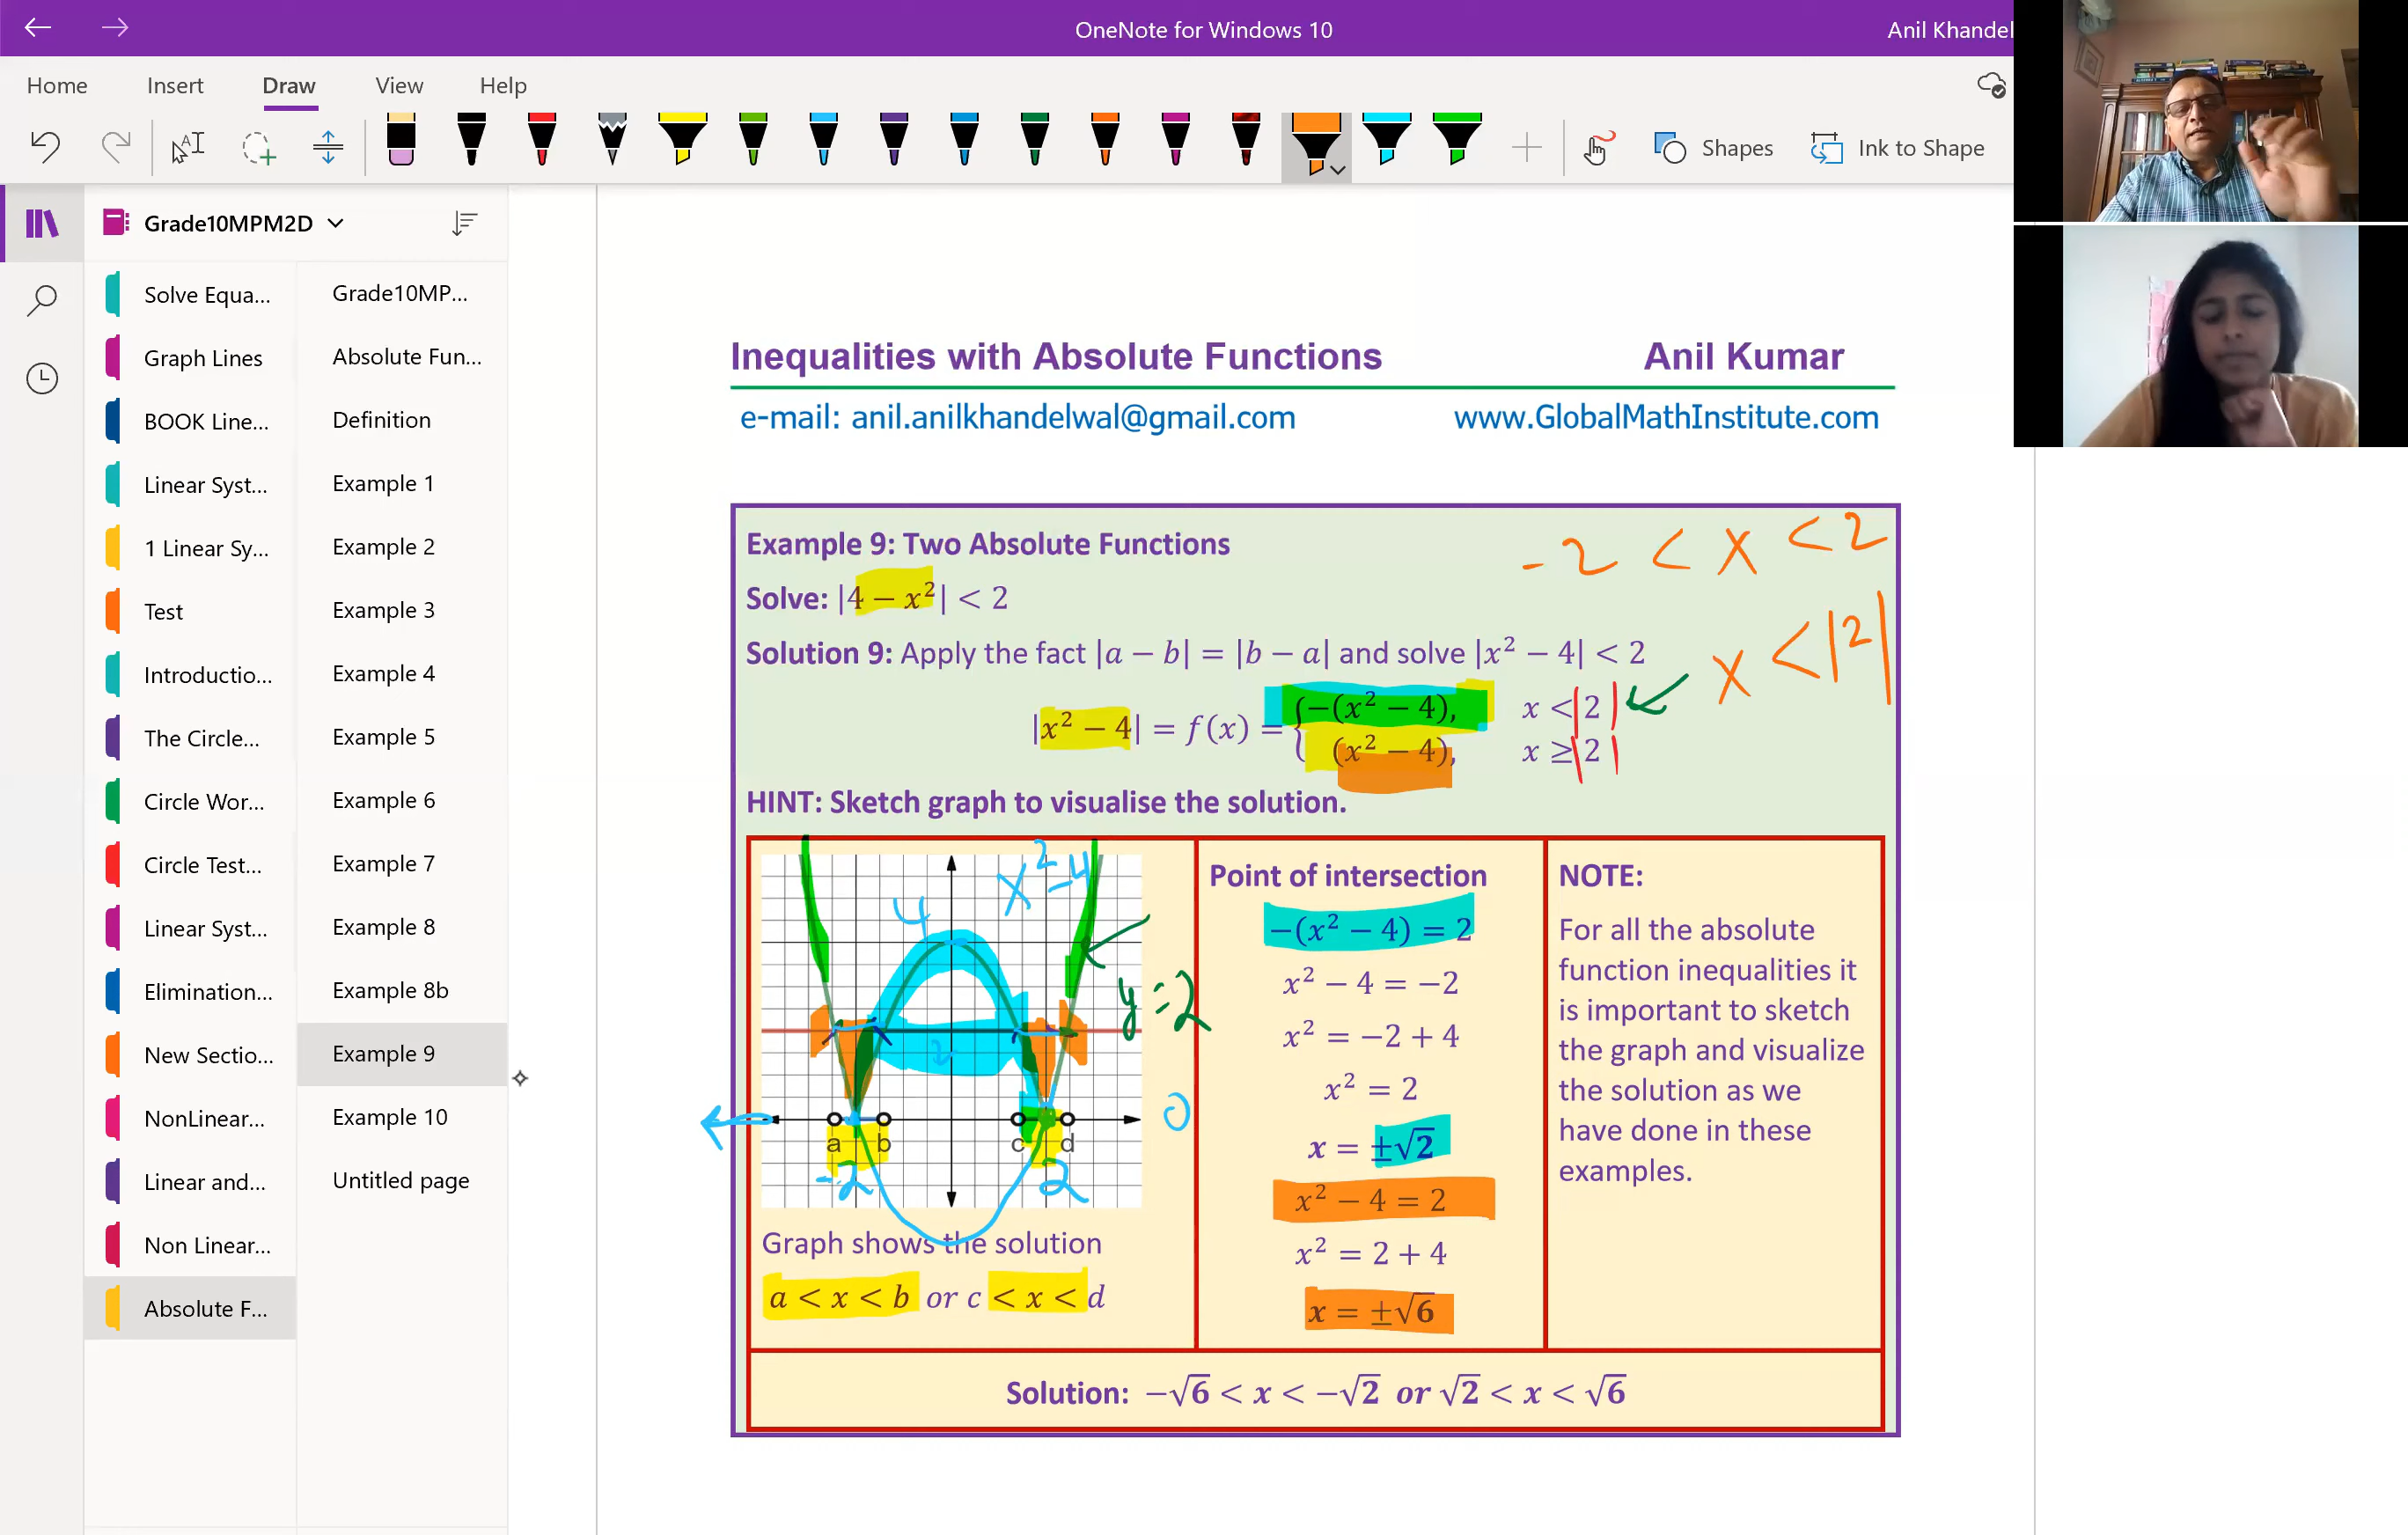 OneNote for Windows 10
Anil Khandel
Home Insert Draw View Help
Shapes
Ink to Shape
Grade10MPM2D
Solve Equa...
Graph Lines
BOOK Line...
Linear Syst...
1 Linear Sy...
Test
Introductio...
The Circle...
Circle Wor...
Circle Test...
Linear Syst...
Elimination...
New Sectio...
NonLinear...
Linear and...
Non Linear...
Absolute F...
Grade10MP...
Absolute Fun...
Definition
Example 1
Example 2
Example 3
Example 4
Example 5
Example 6
Example 7
Example 8
Example 8b
Example 9
Example 10
Untitled page
Inequalities with Absolute Functions Anil Kumar
e-mail: anil.anilkhandelwal@gmail.com www.GlobalMathInstitute.com
Example 9: Two Absolute Functions
-2 < x < 2
Solve: |4 − x²| < 2
Solution 9: Apply the fact |a − b| = |b − a| and solve |x² − 4| < 2
x < |2|
|x² − 4| = f(x) = { −(x² − 4), x < |2|
(x² − 4), x ≥ |2|
HINT: Sketch graph to visualise the solution.
x²-4
4
y=2
2
0
a b c d
-2 2
Graph shows the solution
a < x < b or c < x < d
Point of intersection
−(x² − 4) = 2
x² − 4 = −2
x² = −2 + 4
x² = 2
x = ±√2
x² − 4 = 2
x² = 2 + 4
x = ±√6
NOTE:
For all the absolute
function inequalities it
is important to sketch
the graph and visualize
the solution as we
have done in these
examples.
Solution: −√6 < x < −√2 or √2 < x < √6